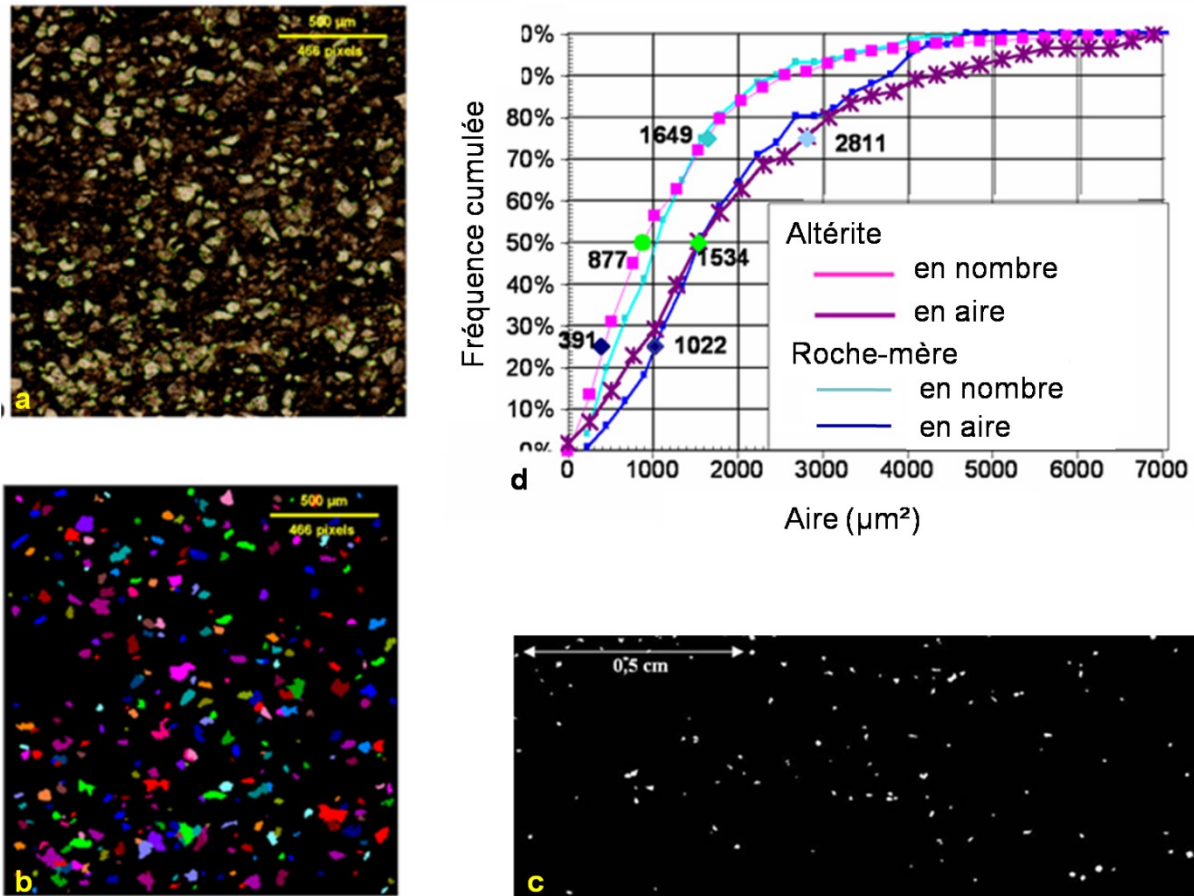 500 µm
466 pixels
a
Fréquence cumulée
0%
0%
80%
70%
60%
50%
40%
30%
20%
10%
0%
1649
2811
877
1534
391
1022
Altérite
en nombre
en aire
Roche-mère
en nombre
en aire
0 1000 2000 3000 4000 5000 6000 7000
d
Aire (µm²)
500 µm
466 pixels
b
0,5 cm
c